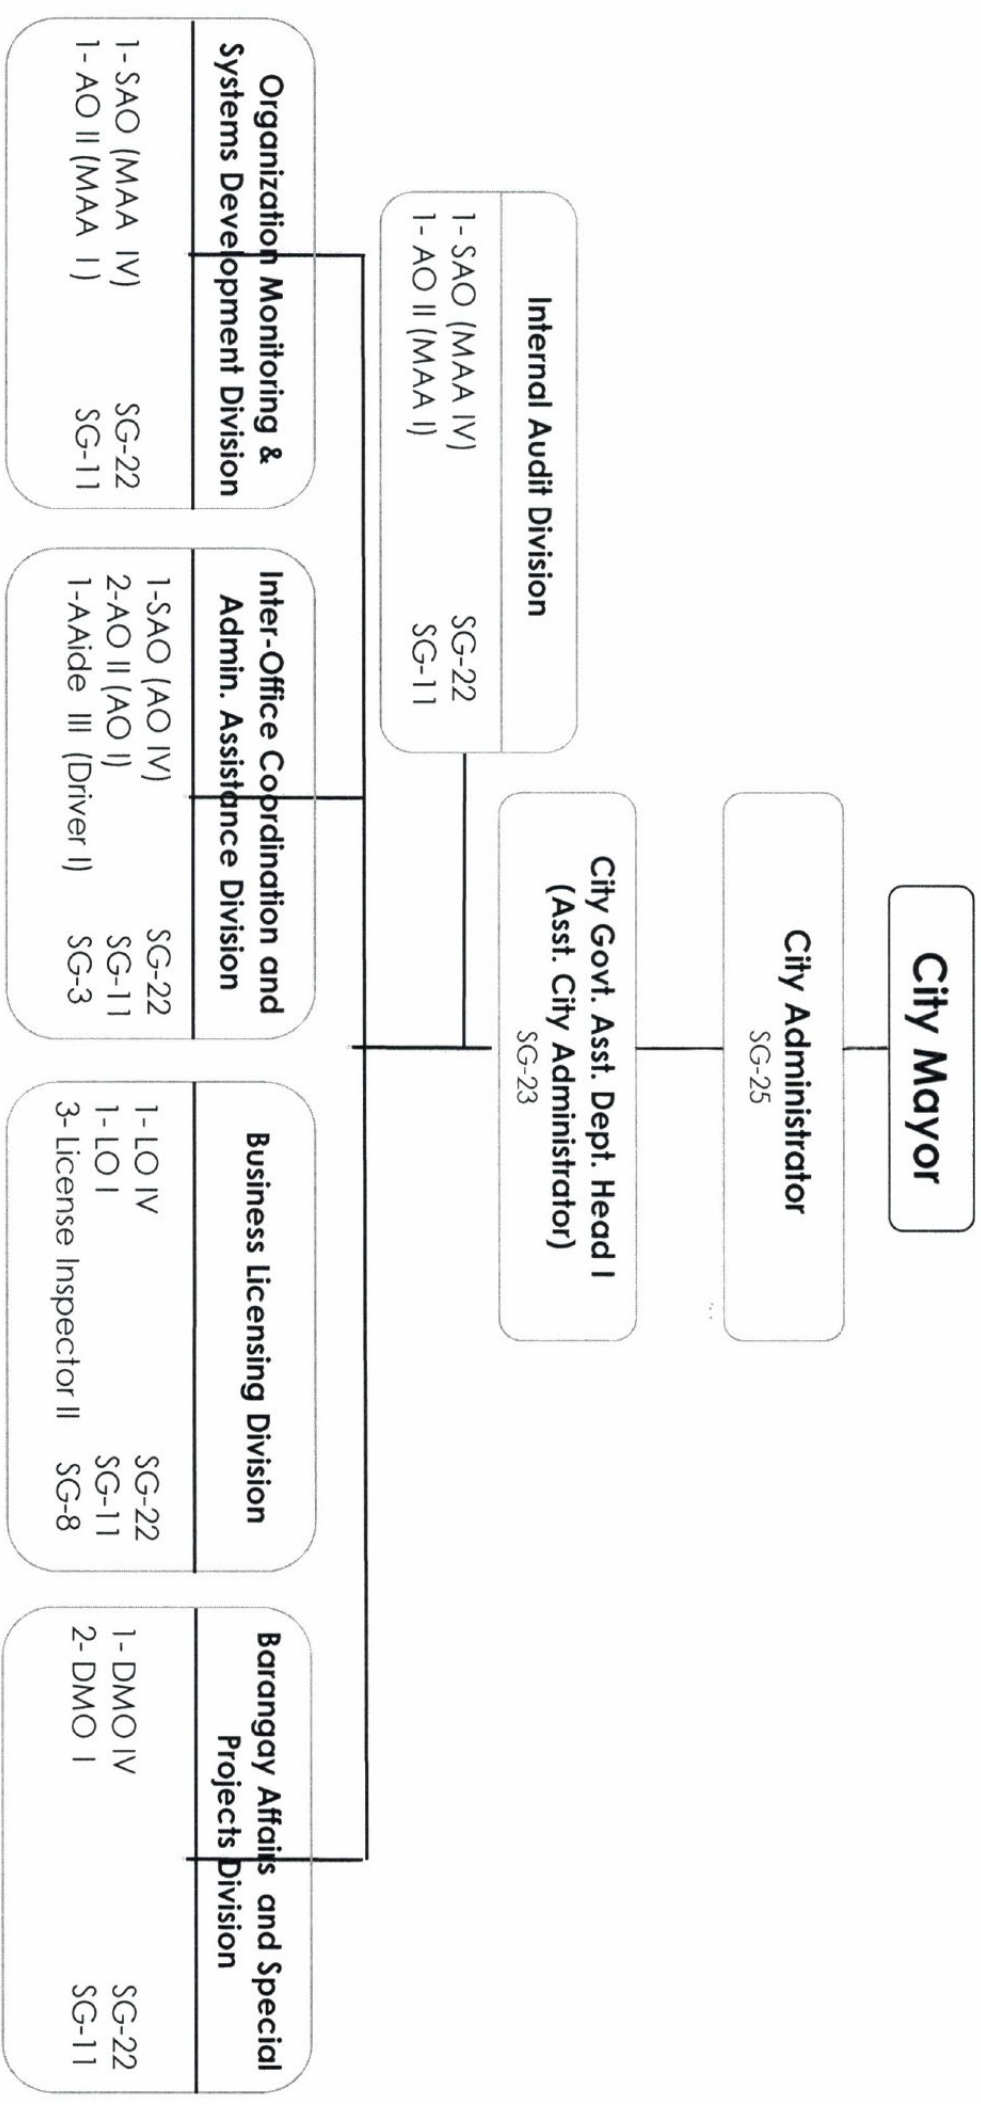 City Mayor
City Administrator
SG-25
City Govt. Asst. Dept. Head I
(Asst. City Administrator)
SG-23
Internal Audit Division
1- SAO (MAA IV) SG-22
1- AO II (MAA I) SG-11
Organization Monitoring &
Systems Development Division
1- SAO (MAA IV) SG-22
1- AO II (MAA I) SG-11
Inter-Office Coordination and
Admin. Assistance Division
1-SAO (AO IV) SG-22
2-AO II (AO I) SG-11
1-AAide III (Driver I) SG-3
Business Licensing Division
1- LO IV SG-22
1- LO I SG-11
3- License Inspector II SG-8
Barangay Affairs and Special
Projects Division
1- DMO IV SG-22
2- DMO I SG-11